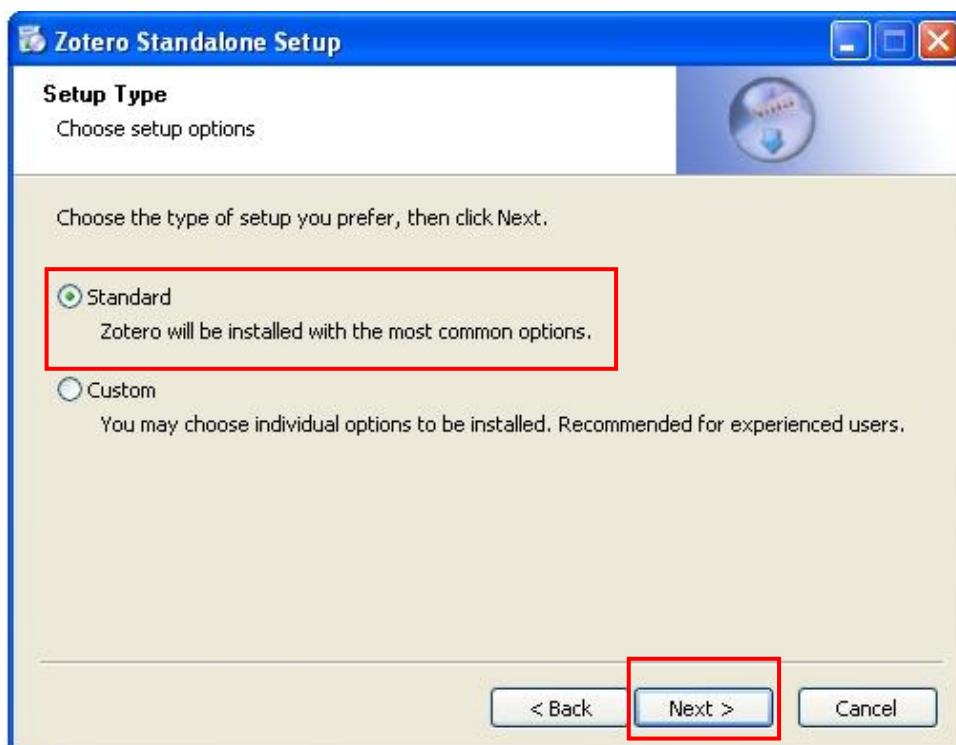 Zotero Standalone Setup
Setup Type
Choose setup options
Choose the type of setup you prefer, then click Next.
Standard
Zotero will be installed with the most common options.
Custom
You may choose individual options to be installed. Recommended for experienced users.
< Back
Next >
Cancel